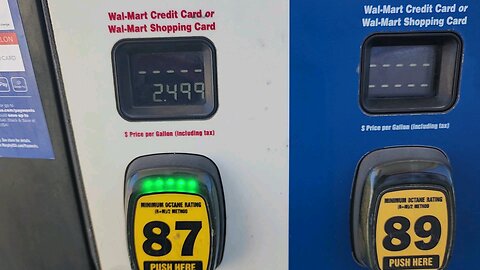 Wal-Mart Credit Card or
Wal-Mart Shopping Card
2.499
$ Price per Gallon (including tax)
MINIMUM OCTANE RATING
(R+M)/2 METHOD
87
PUSH HERE
Wal-Mart Credit Card or
Wal-Mart Shopping Card
$ Price per Gallon (including tax)
MINIMUM OCTANE RATING
(R+M)/2 METHOD
89
PUSH HERE